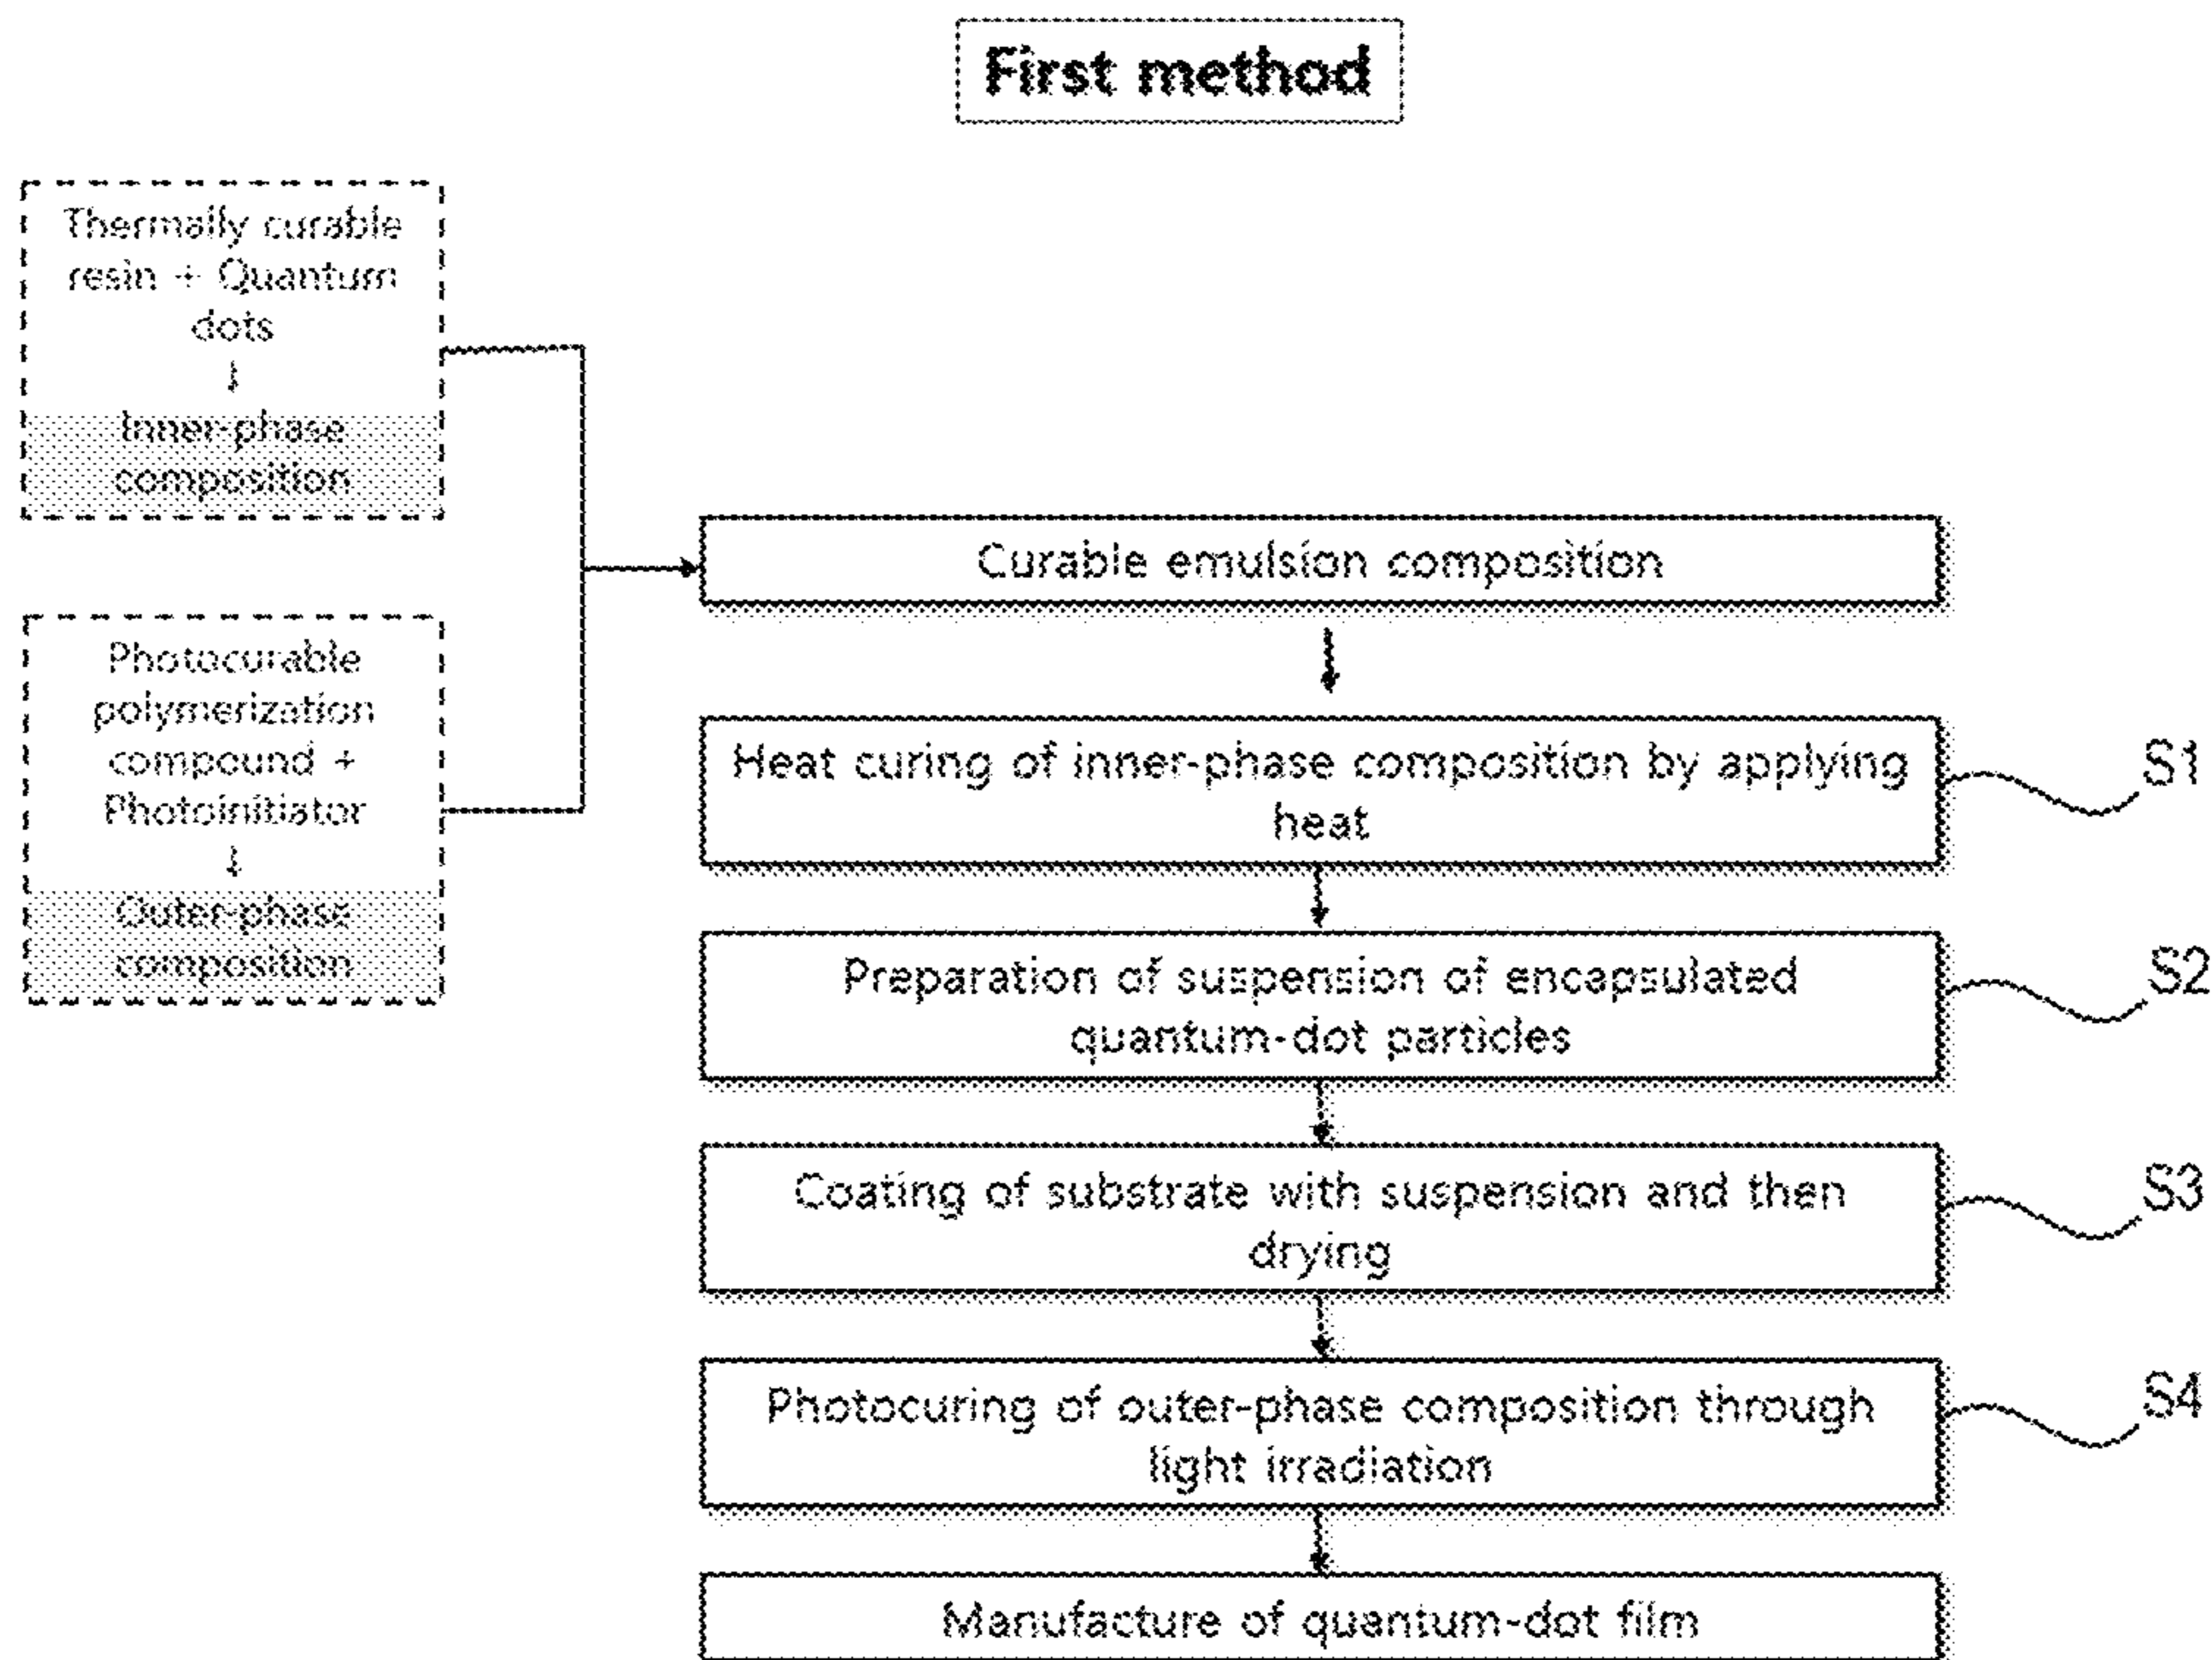 First method
Thermally curable
resin + Quantum
dots
↓
Inner-phase
composition
Photocurable
polymerization
compound +
Photoinitiator
↓
Outer-phase
composition
Curable emulsion composition
Heat curing of inner-phase composition by applying
heat
S1
Preparation of suspension of encapsulated
quantum-dot particles
S2
Coating of substrate with suspension and then
drying
S3
Photocuring of outer-phase composition through
light irradiation
S4
Manufacture of quantum-dot film